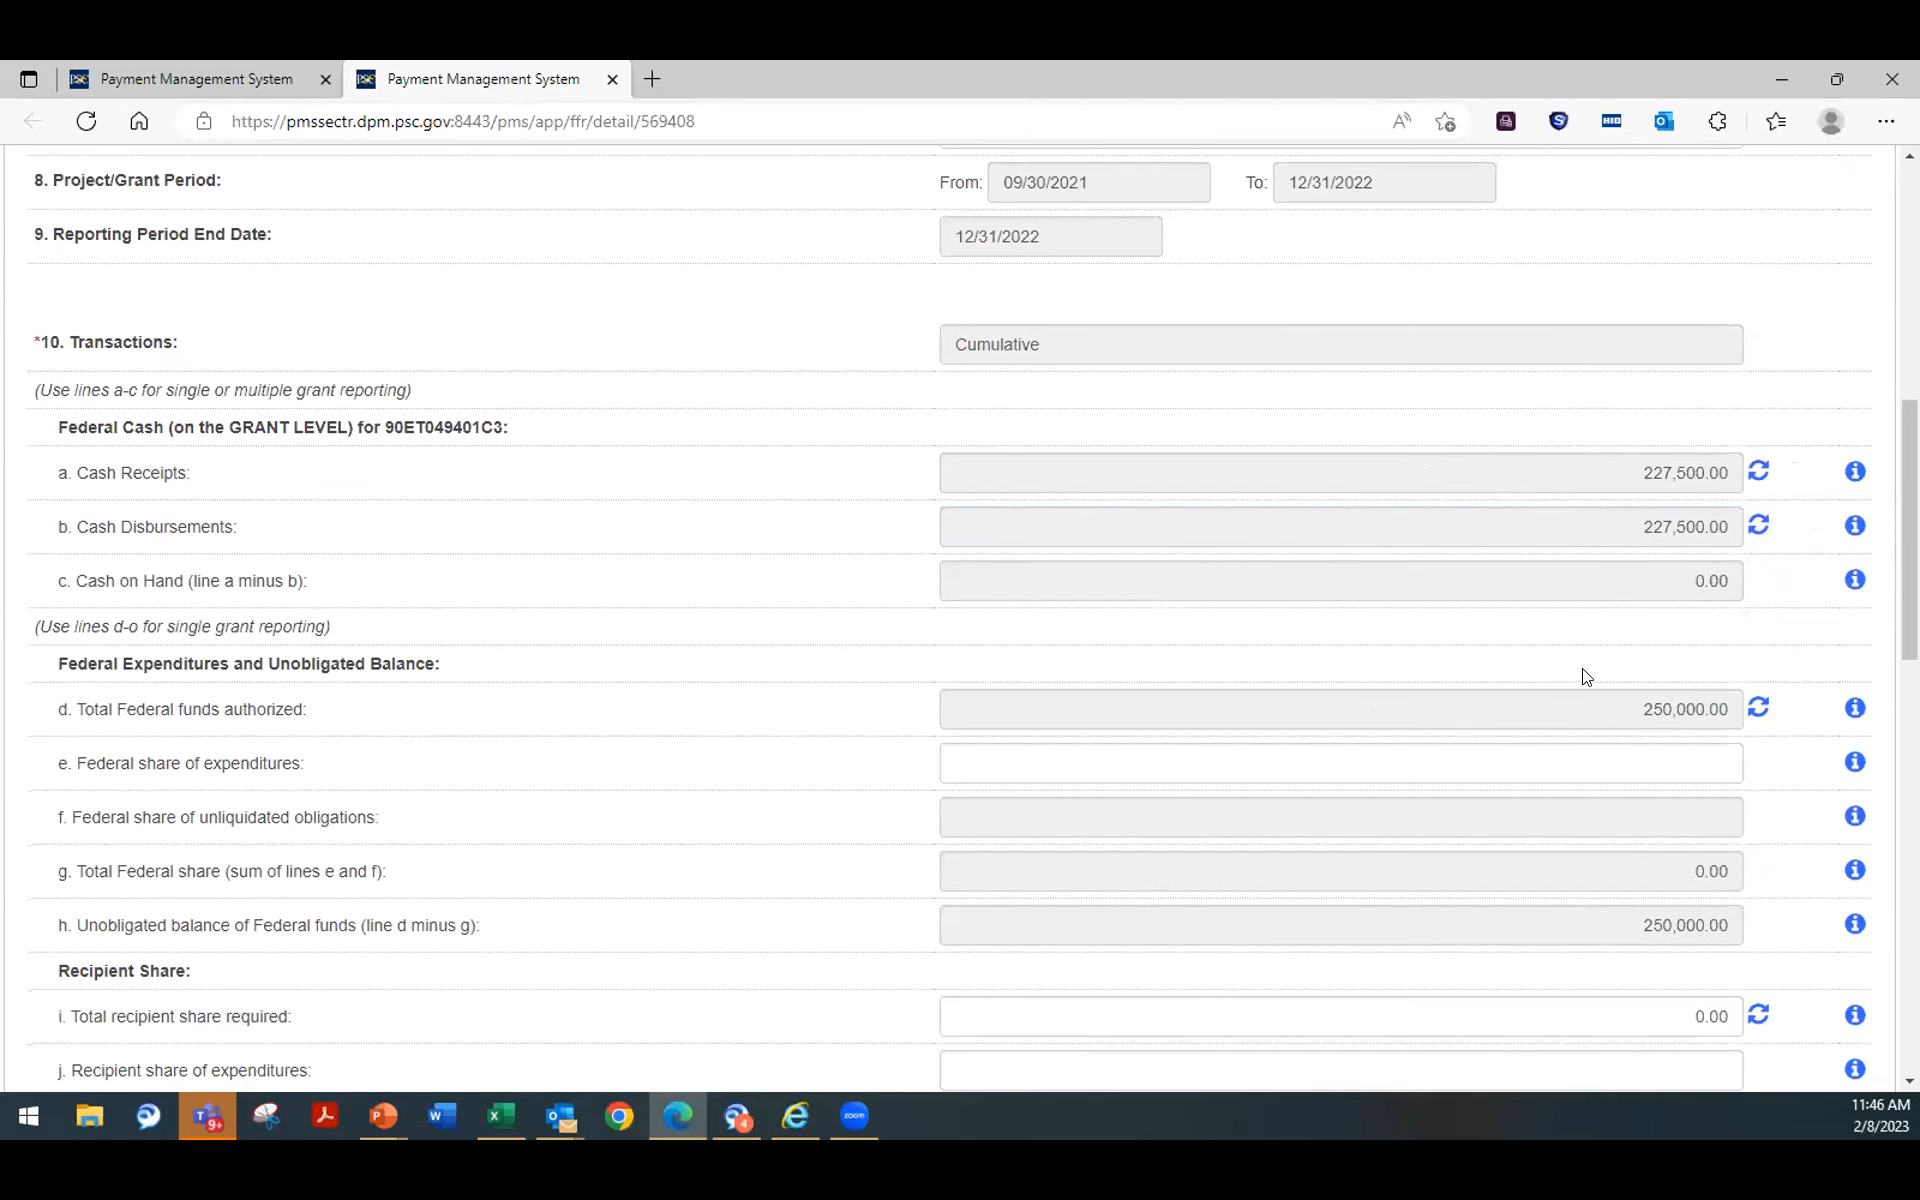 Payment Management System
Payment Management System
https://pmssectr.dpm.psc.gov:8443/pms/app/ffr/detail/569408
8. Project/Grant Period:
From: 09/30/2021 To: 12/31/2022
9. Reporting Period End Date:
12/31/2022
*10. Transactions:
Cumulative
(Use lines a-c for single or multiple grant reporting)
Federal Cash (on the GRANT LEVEL) for 90ET049401C3:
a. Cash Receipts:
227,500.00
b. Cash Disbursements:
227,500.00
c. Cash on Hand (line a minus b):
0.00
(Use lines d-o for single grant reporting)
Federal Expenditures and Unobligated Balance:
d. Total Federal funds authorized:
250,000.00
e. Federal share of expenditures:
f. Federal share of unliquidated obligations:
g. Total Federal share (sum of lines e and f):
0.00
h. Unobligated balance of Federal funds (line d minus g):
250,000.00
Recipient Share:
i. Total recipient share required:
0.00
j. Recipient share of expenditures:
9+
4
zoom
11:46 AM
2/8/2023